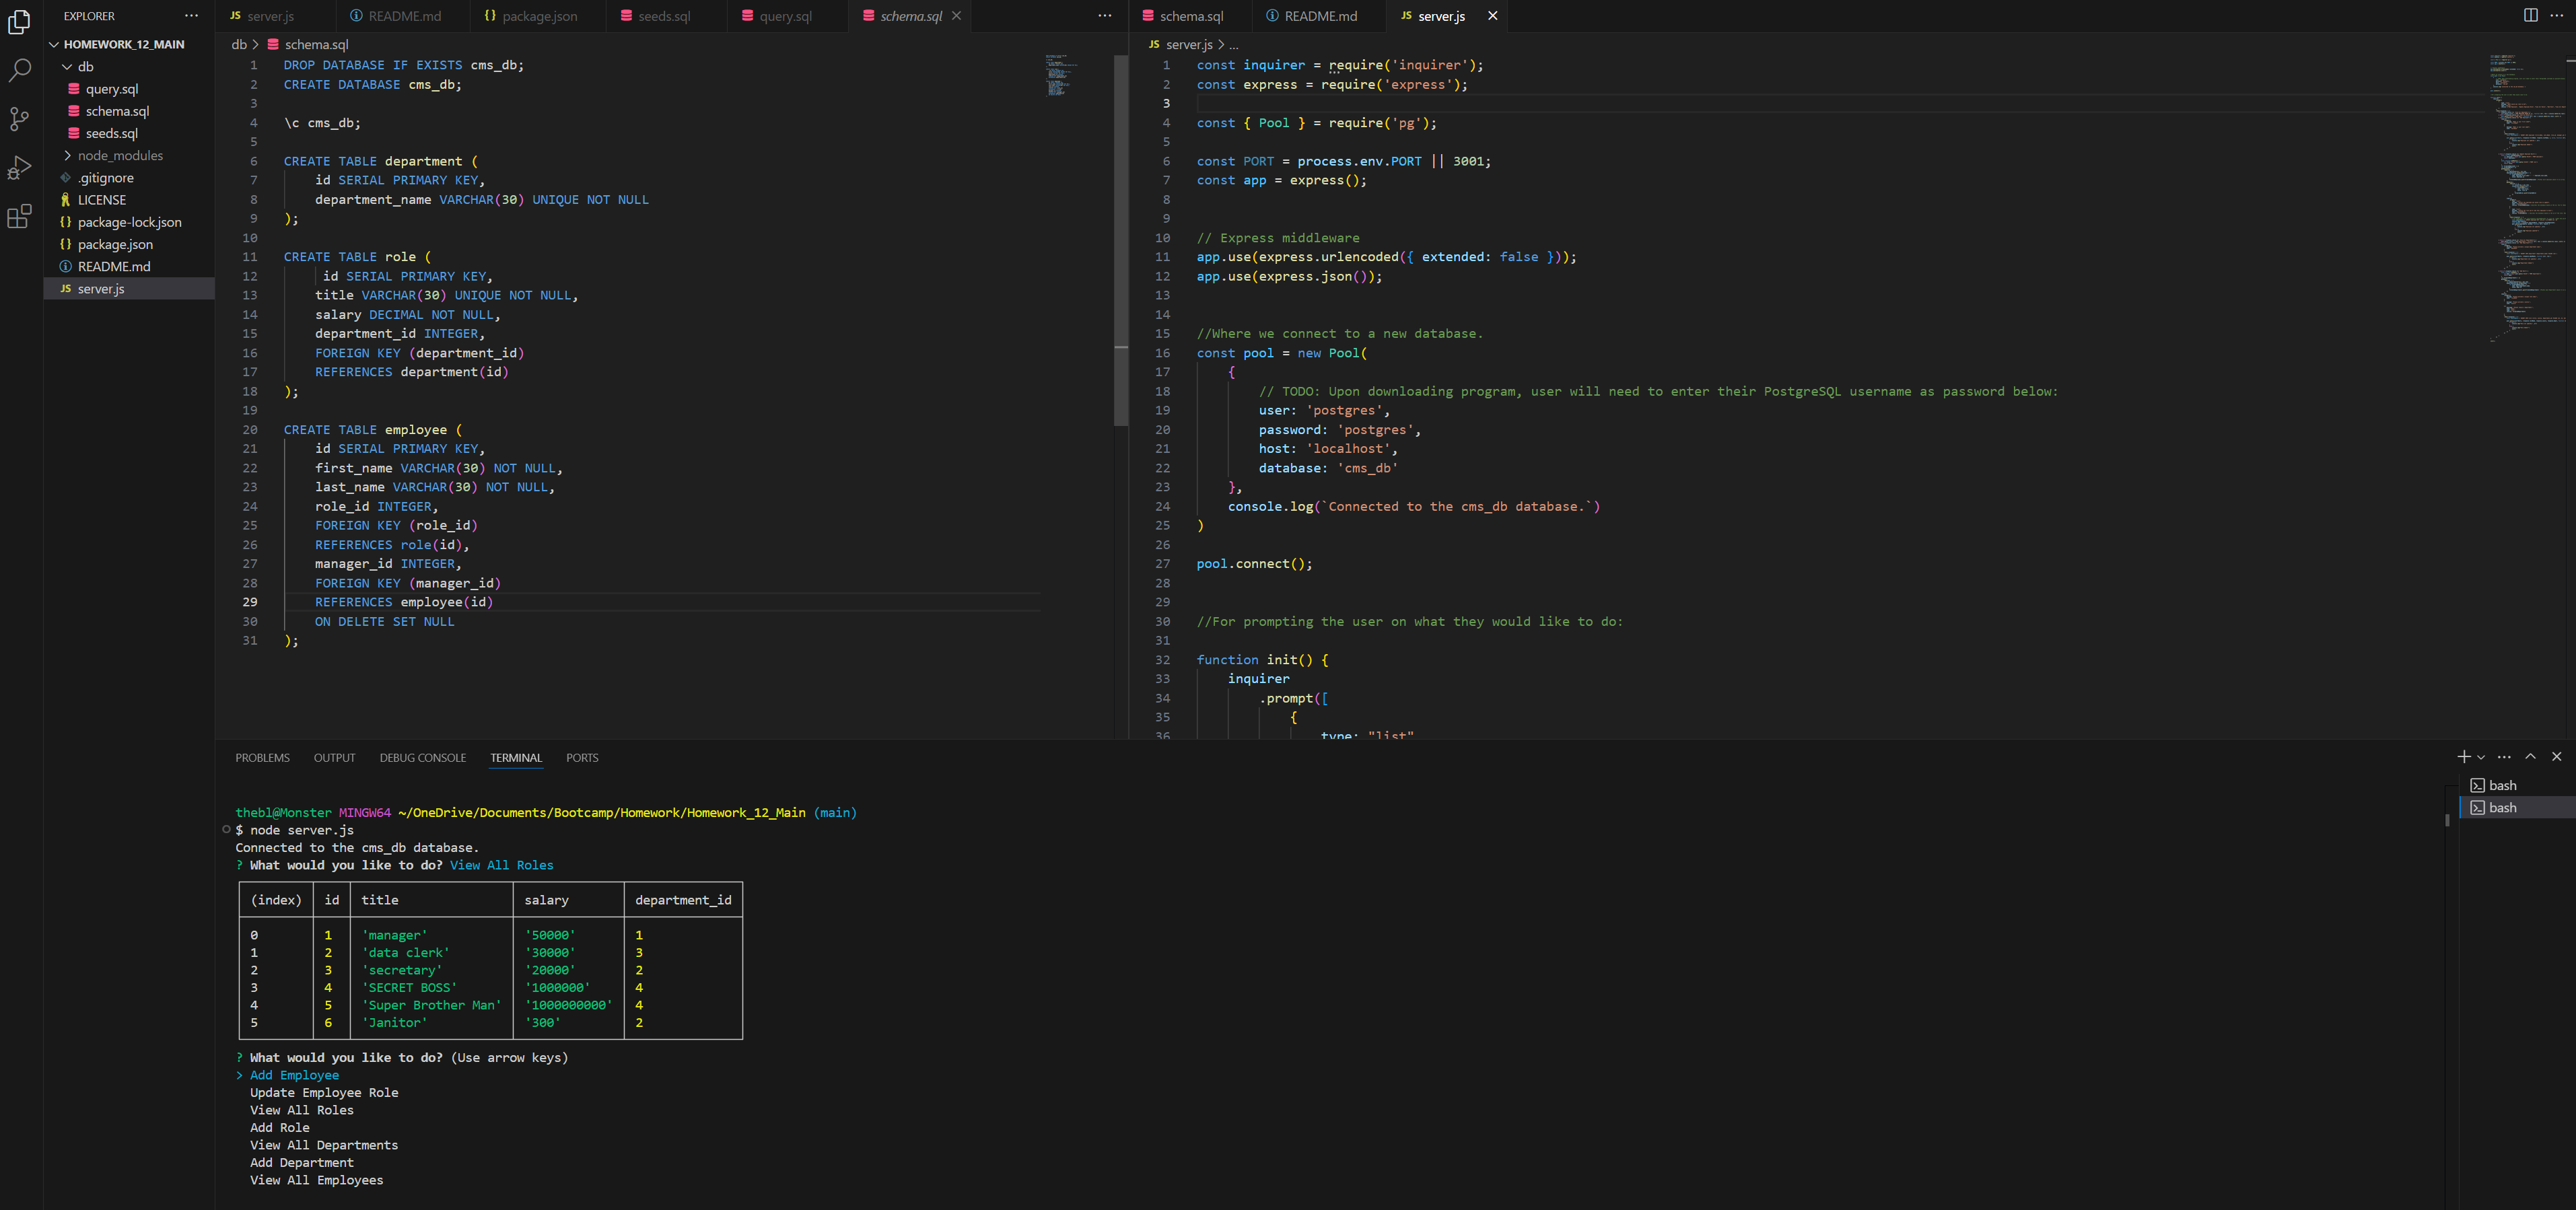 EXPLORER ···
HOMEWORK_12_MAIN
db
query.sql
schema.sql
seeds.sql
node_modules
.gitignore
LICENSE
{} package-lock.json
{} package.json
README.md
JS server.js
JS server.js
README.md
{} package.json
seeds.sql
query.sql
schema.sql
db > schema.sql
1 DROP DATABASE IF EXISTS cms_db;
2 CREATE DATABASE cms_db;
3
4 \c cms_db;
5
6 CREATE TABLE department (
7 id SERIAL PRIMARY KEY,
8 department_name VARCHAR(30) UNIQUE NOT NULL
9 );
10
11 CREATE TABLE role (
12 id SERIAL PRIMARY KEY,
13 title VARCHAR(30) UNIQUE NOT NULL,
14 salary DECIMAL NOT NULL,
15 department_id INTEGER,
16 FOREIGN KEY (department_id)
17 REFERENCES department(id)
18 );
19
20 CREATE TABLE employee (
21 id SERIAL PRIMARY KEY,
22 first_name VARCHAR(30) NOT NULL,
23 last_name VARCHAR(30) NOT NULL,
24 role_id INTEGER,
25 FOREIGN KEY (role_id)
26 REFERENCES role(id),
27 manager_id INTEGER,
28 FOREIGN KEY (manager_id)
29 REFERENCES employee(id)
30 ON DELETE SET NULL
31 );
schema.sql
README.md
JS server.js
JS server.js > ...
1 const inquirer = require('inquirer');
2 const express = require('express');
3
4 const { Pool } = require('pg');
5
6 const PORT = process.env.PORT || 3001;
7 const app = express();
8
9
10 // Express middleware
11 app.use(express.urlencoded({ extended: false }));
12 app.use(express.json());
13
14
15 //Where we connect to a new database.
16 const pool = new Pool(
17 {
18 // TODO: Upon downloading program, user will need to enter their PostgreSQL username as password below:
19 user: 'postgres',
20 password: 'postgres',
21 host: 'localhost',
22 database: 'cms_db'
23 },
24 console.log(`Connected to the cms_db database.`)
25 )
26
27 pool.connect();
28
29
30 //For prompting the user on what they would like to do:
31
32 function init() {
33 inquirer
34 .prompt([
35 {
36 type: "list"
PROBLEMS OUTPUT DEBUG CONSOLE TERMINAL PORTS
bash
bash
thebl@Monster MINGW64 ~/OneDrive/Documents/Bootcamp/Homework/Homework_12_Main (main)
$ node server.js
Connected to the cms_db database.
? What would you like to do? View All Roles
(index) id title salary department_id
0 1 'manager' '50000' 1
1 2 'data clerk' '30000' 3
2 3 'secretary' '20000' 2
3 4 'SECRET BOSS' '1000000' 4
4 5 'Super Brother Man' '1000000000' 4
5 6 'Janitor' '300' 2
? What would you like to do? (Use arrow keys)
> Add Employee
Update Employee Role
View All Roles
Add Role
View All Departments
Add Department
View All Employees